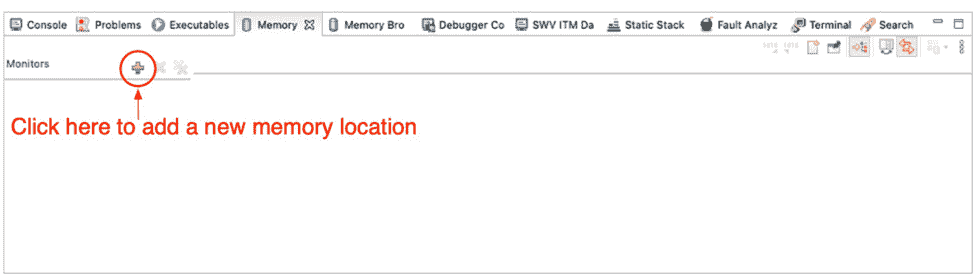 Console Problems Executables Memory Memory Bro Debugger Co SWV ITM Da Static Stack Fault Analyz Terminal Search
Monitors
Click here to add a new memory location